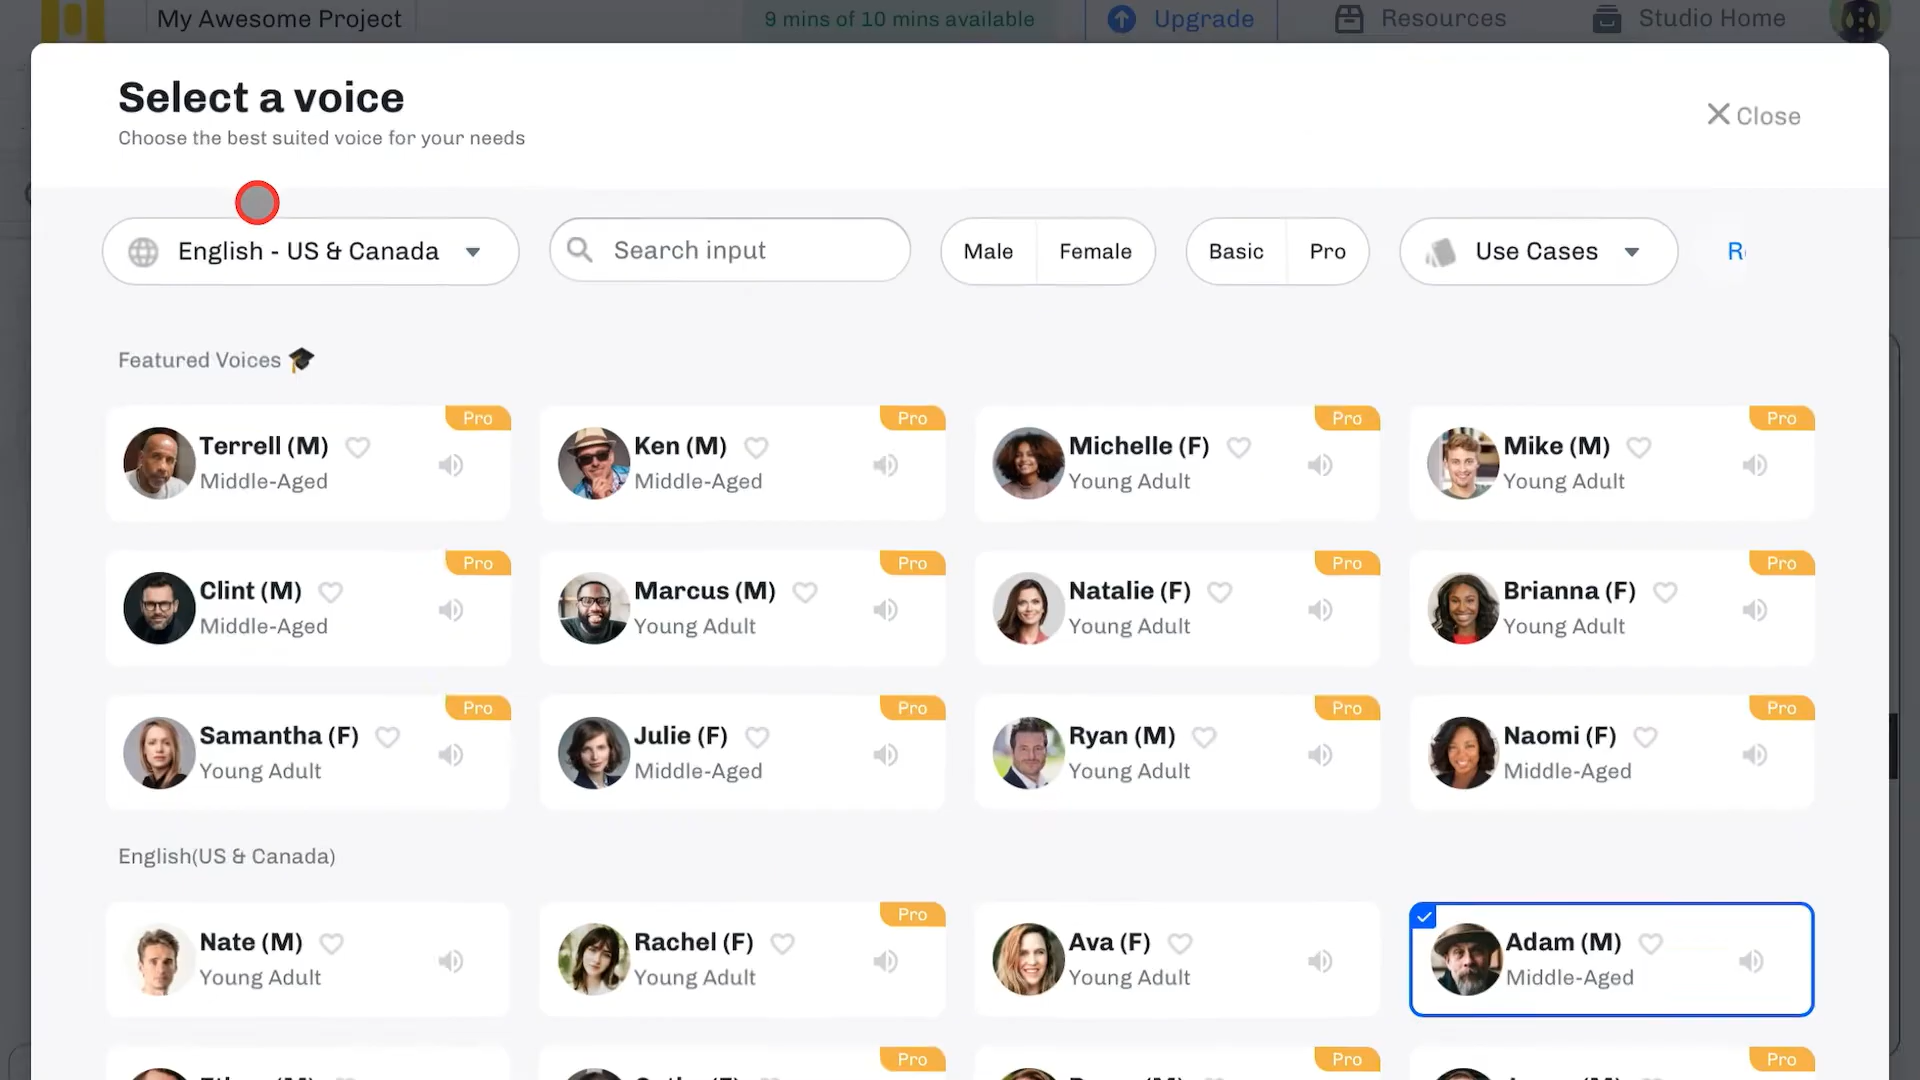 My Awesome Project
9 mins of 10 mins available
Upgrade
Resources
Studio Home
Select a voice
Choose the best suited voice for your needs
Close
English - US & Canada
Search input
Male
Female
Basic
Pro
Use Cases
Featured Voices
Pro
Terrell (M)
Middle-Aged
Pro
Ken (M)
Middle-Aged
Pro
Michelle (F)
Young Adult
Pro
Mike (M)
Young Adult
Pro
Clint (M)
Middle-Aged
Pro
Marcus (M)
Young Adult
Pro
Natalie (F)
Young Adult
Pro
Brianna (F)
Young Adult
Pro
Samantha (F)
Young Adult
Pro
Julie (F)
Middle-Aged
Pro
Ryan (M)
Young Adult
Pro
Naomi (F)
Middle-Aged
English(US & Canada)
Nate (M)
Young Adult
Pro
Rachel (F)
Young Adult
Ava (F)
Young Adult
Adam (M)
Middle-Aged
Pro
Pro
Pro